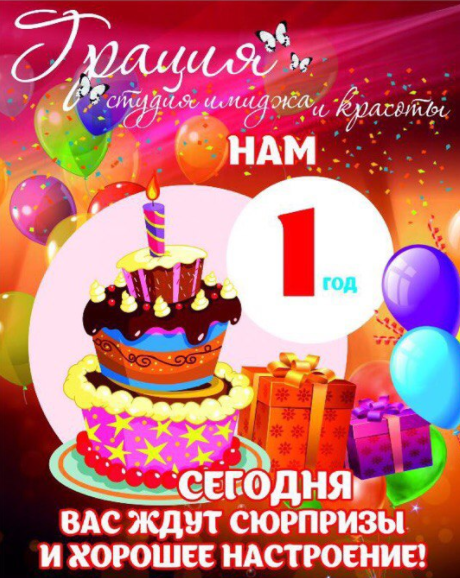 Грация
студия имиджа и красоты
НАМ
1
год
СЕГОДНЯ
ВАС ЖДУТ СЮРПРИЗЫ
И ХОРОШЕЕ НАСТРОЕНИЕ!